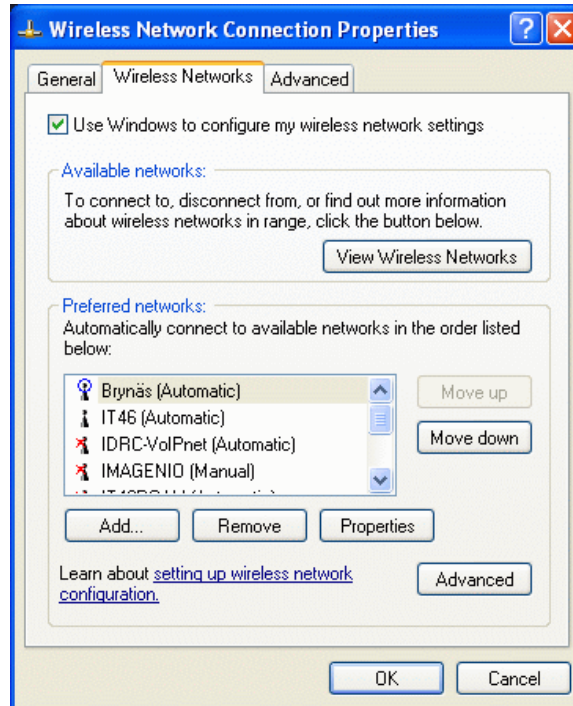 Wireless Network Connection Properties
General
Wireless Networks
Advanced
Use Windows to configure my wireless network settings
Available networks:
To connect to, disconnect from, or find out more information
about wireless networks in range, click the button below.
View Wireless Networks
Preferred networks:
Automatically connect to available networks in the order listed
below:
Brynäs (Automatic)
Move up
IT46 (Automatic)
IDRC-VoIPnet (Automatic)
Move down
IMAGENIO (Manual)
Add...
Remove
Properties
Learn about setting up wireless network
configuration.
Advanced
OK
Cancel